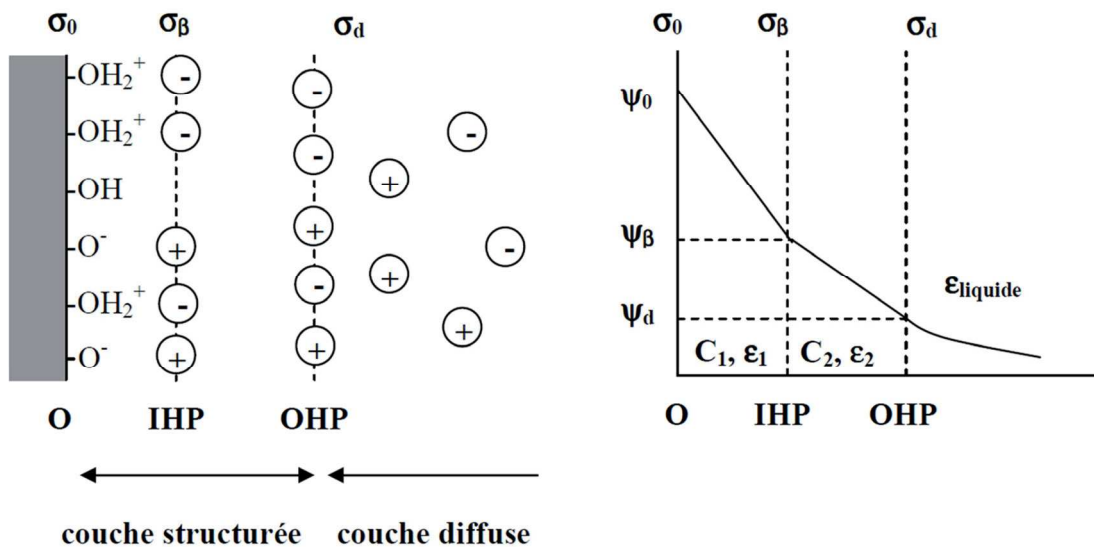 σ₀ σβ σd
-OH₂⁺ - -
-OH₂⁺ - - -
-OH +
-O⁻ + + -
-OH₂⁺ - - +
-O⁻ + + +
O IHP OHP
couche structurée couche diffuse
σ₀ σβ σd
ψ₀
ψβ
εliquide
ψd
C₁, ε₁ C₂, ε₂
O IHP OHP